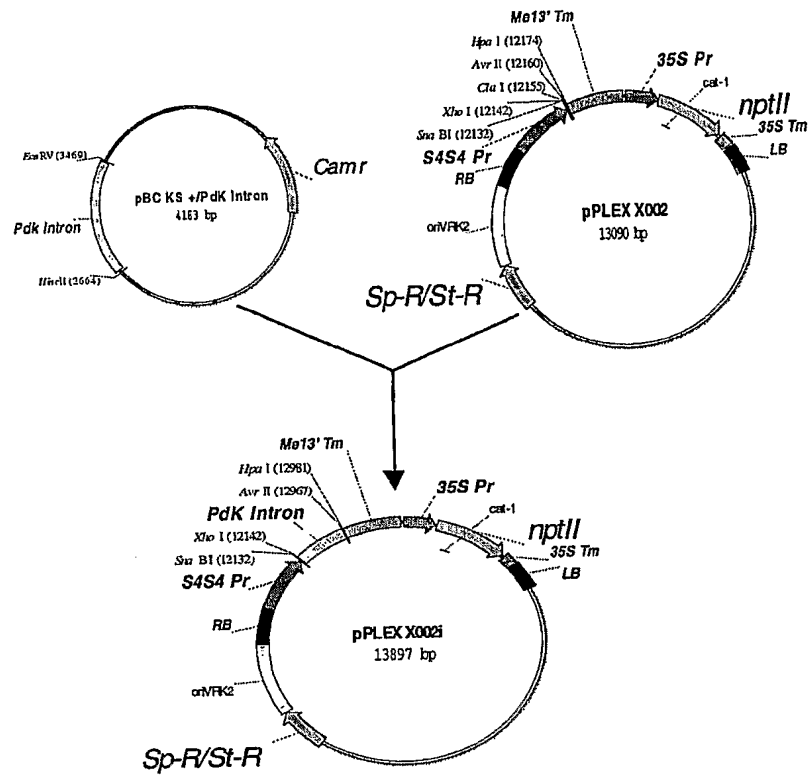 EcoRV (3469)
Pdk Intron
HincII (2664)
pBC KS +/PdK Intron
4183 bp
Camr
Me13' Tm
Hpa I (12174)
Avr II (12160)
Cla I (12155)
Xho I (12142)
Sna BI (12132)
S4S4 Pr
RB
oriVRK2
Sp-R/St-R
35S Pr
cat-1
nptII
35S Tm
LB
pPLEX X002
13090 bp
Me13' Tm
Hpa I (12981)
Avr II (12967)
PdK Intron
Xho I (12142)
Sna BI (12132)
S4S4 Pr
RB
oriVRK2
Sp-R/St-R
35S Pr
cat-1
nptII
35S Tm
LB
pPLEX X002i
13897 bp